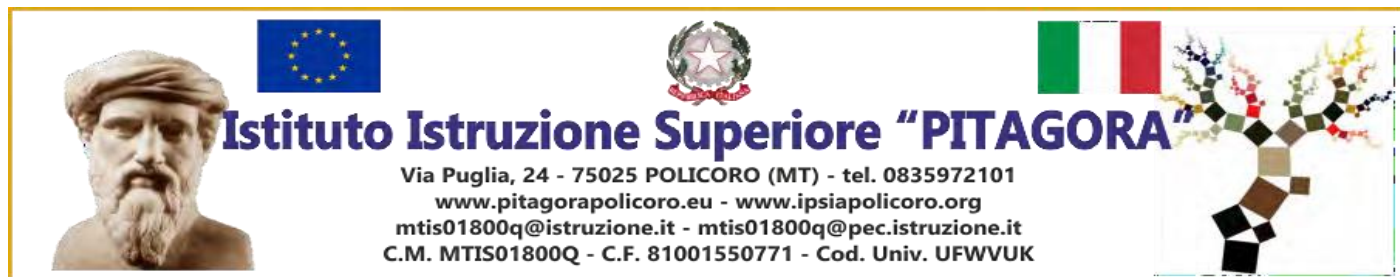 Istituto Istruzione Superiore “PITAGORA”
Via Puglia, 24 - 75025 POLICORO (MT) - tel. 0835972101
www.pitagorapolicoro.eu - www.ipsiapolicoro.org
mtis01800q@istruzione.it - mtis01800q@pec.istruzione.it
C.M. MTIS01800Q - C.F. 81001550771 - Cod. Univ. UFWVUK